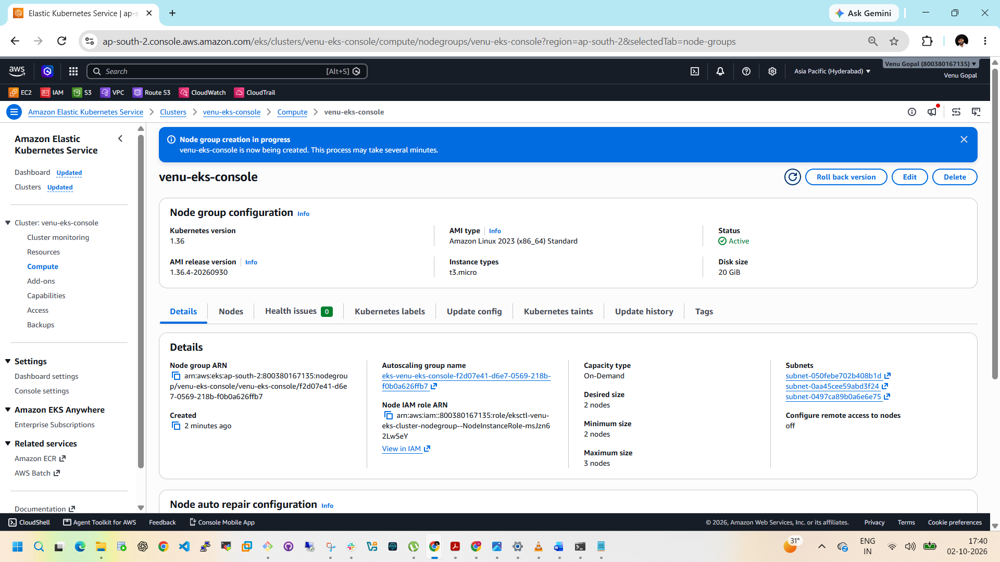 Elastic Kubernetes Service | ap-s
Ask Gemini
ap-south-2.console.aws.amazon.com/eks/clusters/venu-eks-console/compute/nodegroups/venu-eks-console?region=ap-south-2&selectedTab=node-groups
aws
Search
[Alt+S]
Asia Pacific (Hyderabad)
Venu Gopal (800380167135)
Venu Gopal
EC2
IAM
S3
VPC
Route 53
CloudWatch
CloudTrail
Amazon Elastic Kubernetes Service
Clusters
venu-eks-console
Compute
venu-eks-console
Amazon Elastic
Kubernetes Service
Dashboard Updated
Clusters Updated
Cluster: venu-eks-console
Cluster monitoring
Resources
Compute
Add-ons
Capabilities
Access
Backups
Settings
Dashboard settings
Console settings
Amazon EKS Anywhere
Enterprise Subscriptions
Related services
Amazon ECR
AWS Batch
Documentation
Node group creation in progress
venu-eks-console is now being created. This process may take several minutes.
venu-eks-console
Roll back version
Edit
Delete
Node group configuration Info
Kubernetes version
1.36
AMI type Info
Amazon Linux 2023 (x86_64) Standard
Status
Active
AMI release version Info
1.36.4-20260930
Instance types
t3.micro
Disk size
20 GiB
Details
Nodes
Health issues 0
Kubernetes labels
Update config
Kubernetes taints
Update history
Tags
Details
Node group ARN
arn:aws:eks:ap-south-2:800380167135:nodegrou
p/venu-eks-console/venu-eks-console/f2d07e41-d6e
7-0569-218b-f0b0a626ffb7
Created
2 minutes ago
Autoscaling group name
eks-venu-eks-console-f2d07e41-d6e7-0569-218b-
f0b0a626ffb7
Node IAM role ARN
arn:aws:iam::800380167135:role/eksctl-venu-
eks-cluster-nodegroup--NodeInstanceRole-msJzn6
2LwSeY
View in IAM
Capacity type
On-Demand
Desired size
2 nodes
Minimum size
2 nodes
Maximum size
3 nodes
Subnets
subnet-050febe702b408b1d
subnet-0aa45cee59abd3f24
subnet-0497ca89b0a6e6e75
Configure remote access to nodes
off
Node auto repair configuration Info
CloudShell
Agent Toolkit for AWS
Feedback
Console Mobile App
© 2026, Amazon Web Services, Inc. or its affiliates.
Privacy
Terms
Cookie preferences
31°
ENG
IN
17:40
02-10-2026